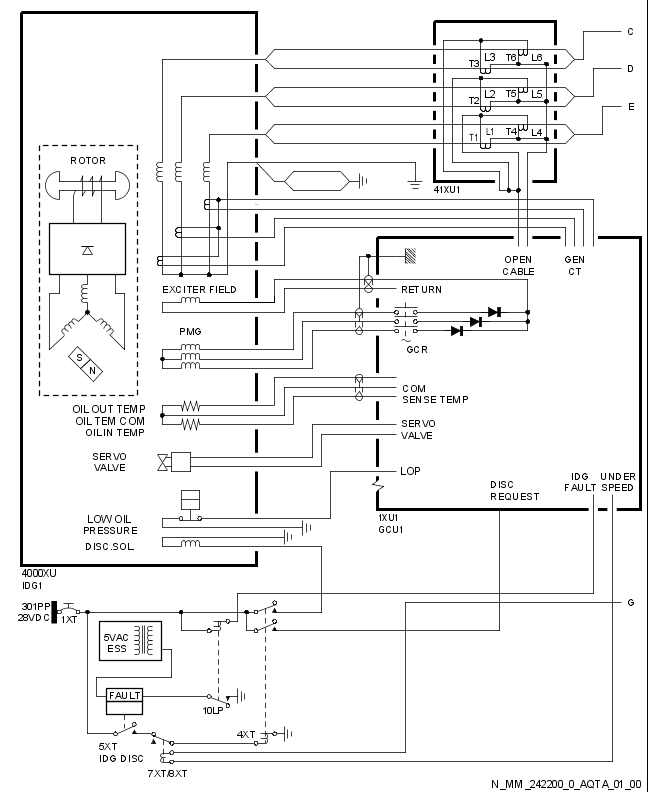 C
L3 T6 L6
T3
D
L2 T5 L5
T2
E
L1 T4 L4
T1
ROTOR
41XU1
OPEN CABLE
GEN CT
EXCITER FIELD
RETURN
PMG
GCR
S
N
COM
SENSE TEMP
OIL OUT TEMP
OIL TEM COM
OILIN TEMP
SERVO
VALVE
SERVO
VALVE
LOP
IDG FAULT
UNDER SPEED
DISC
REQUEST
LOW OIL
PRESSURE
1XU1
GCU1
DISC.SOL.
4000XU
IDG1
301PP
28VDC
1XT
G
5VAC
ESS
FAULT
10LP
4XT
5XT
IDG DISC
7XT/8XT
N_MM_242200_0_AQTA_01_00